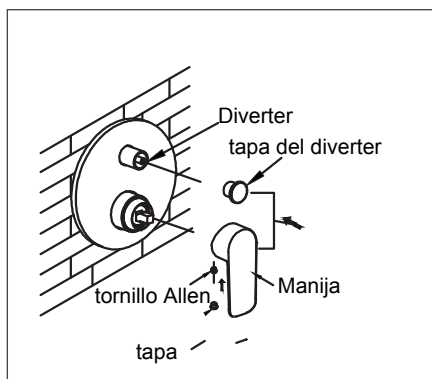 Diverter
tapa del diverter
tornillo Allen
Manija
tapa